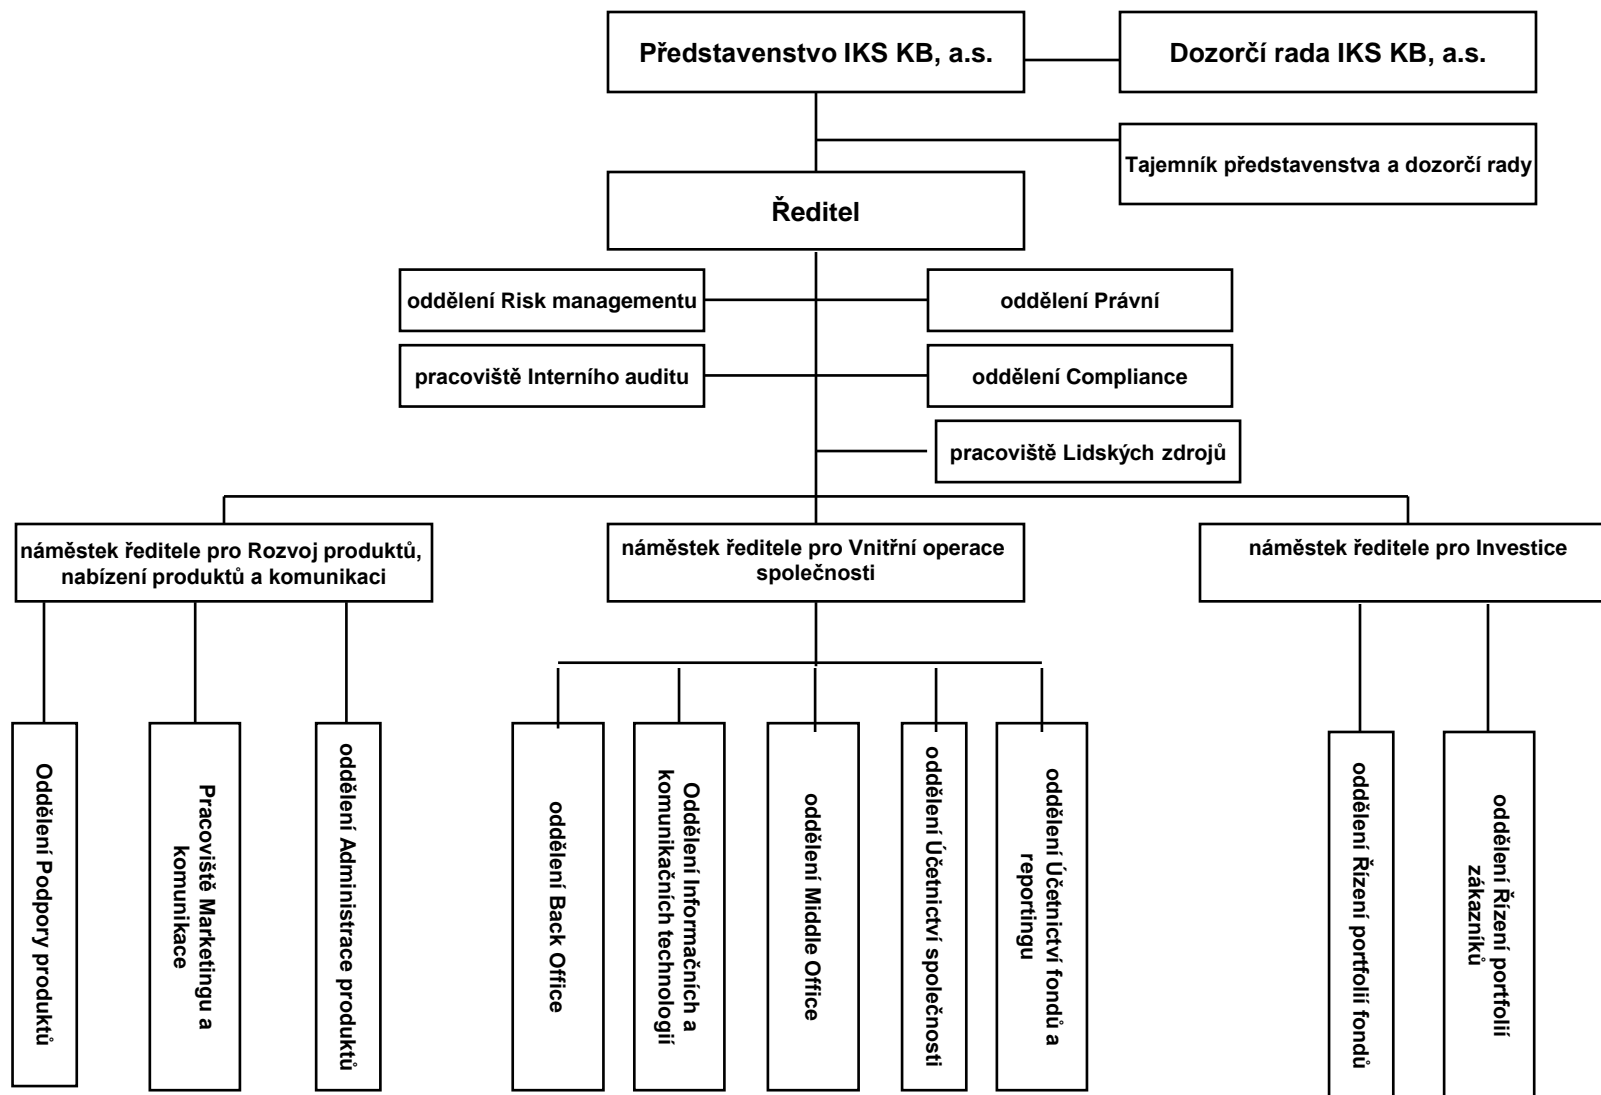 Představenstvo IKS KB, a.s.
Dozorčí rada IKS KB, a.s.
Tajemník představenstva a dozorčí rady
Ředitel
oddělení Risk managementu
oddělení Právní
pracoviště Interního auditu
oddělení Compliance
pracoviště Lidských zdrojů
náměstek ředitele pro Rozvoj produktů,
nabízení produktů a komunikaci
náměstek ředitele pro Vnitřní operace
společnosti
náměstek ředitele pro Investice
Oddělení Podpory produktů
Pracoviště Marketingu a
komunikace
oddělení Administrace produktů
oddělení Back Office
Oddělení Informačních a
komunikačních technologií
oddělení Middle Office
oddělení Účetnictví společnosti
oddělení Účetnictví fondů a
reportingu
oddělení Řízení portfolií fondů
oddělení Řízení portfolií
zákazníků